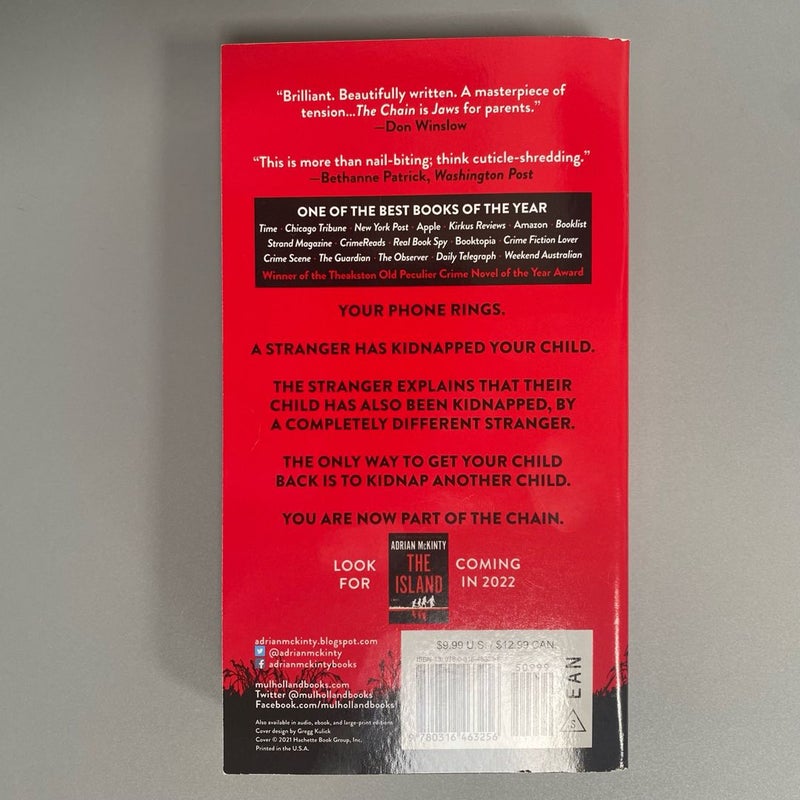 “Brilliant. Beautifully written. A masterpiece of
tension...The Chain is Jaws for parents.”
—Don Winslow
“This is more than nail-biting; think cuticle-shredding.”
—Bethanne Patrick, Washington Post
ONE OF THE BEST BOOKS OF THE YEAR
Time · Chicago Tribune · New York Post · Apple · Kirkus Reviews · Amazon · Booklist
Strand Magazine · CrimeReads · Real Book Spy · Booktopia · Crime Fiction Lover
Crime Scene · The Guardian · The Observer · Daily Telegraph · Weekend Australian
Winner of the Theakston Old Peculier Crime Novel of the Year Award
YOUR PHONE RINGS.
A STRANGER HAS KIDNAPPED YOUR CHILD.
THE STRANGER EXPLAINS THAT THEIR
CHILD HAS ALSO BEEN KIDNAPPED, BY
A COMPLETELY DIFFERENT STRANGER.
THE ONLY WAY TO GET YOUR CHILD
BACK IS TO KIDNAP ANOTHER CHILD.
YOU ARE NOW PART OF THE CHAIN.
LOOK
FOR
ADRIAN McKINTY
THE
ISLAND
COMING
IN 2022
adrianmckinty.blogspot.com
@adrianmckinty
adrianmckintybooks
mulhollandbooks.com
Twitter @mulhollandbooks
Facebook.com/mulhollandbooks
Also available in audio, ebook, and large-print editions
Cover design by Gregg Kulick
Cover © 2021 Hachette Book Group, Inc.
Printed in the U.S.A.
$9.99 U.S. / $12.99 CAN.
50999
9 780316 463256
EAN
S